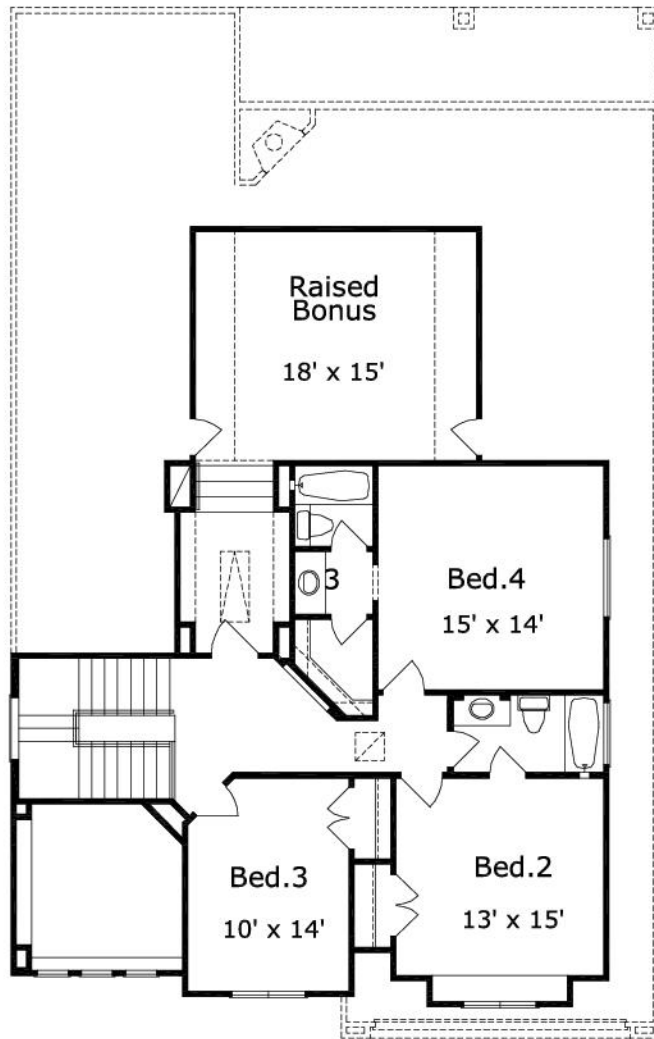 Raised
Bonus
18' x 15'
3
Bed.4
15' x 14'
Bed.3
10' x 14'
Bed.2
13' x 15'